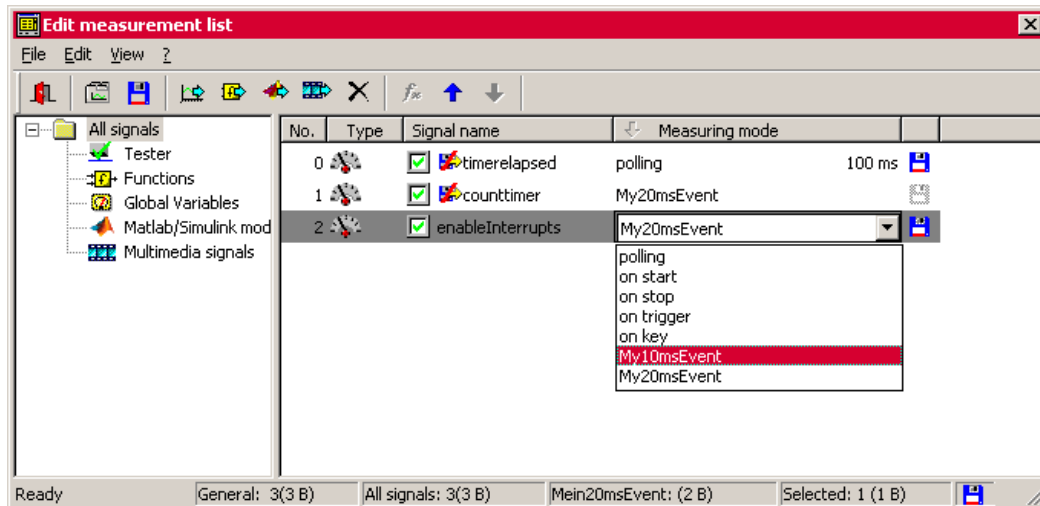 Edit measurement list
File Edit View ?
All signals
Tester
Functions
Global Variables
Matlab/Simulink mod
Multimedia signals
No. Type Signal name Measuring mode
0 timerelapsed polling 100 ms
1 counttimer My20msEvent
2 enableInterrupts My20msEvent
polling
on start
on stop
on trigger
on key
My10msEvent
My20msEvent
Ready General: 3(3 B) All signals: 3(3 B) Mein20msEvent: (2 B) Selected: 1 (1 B)